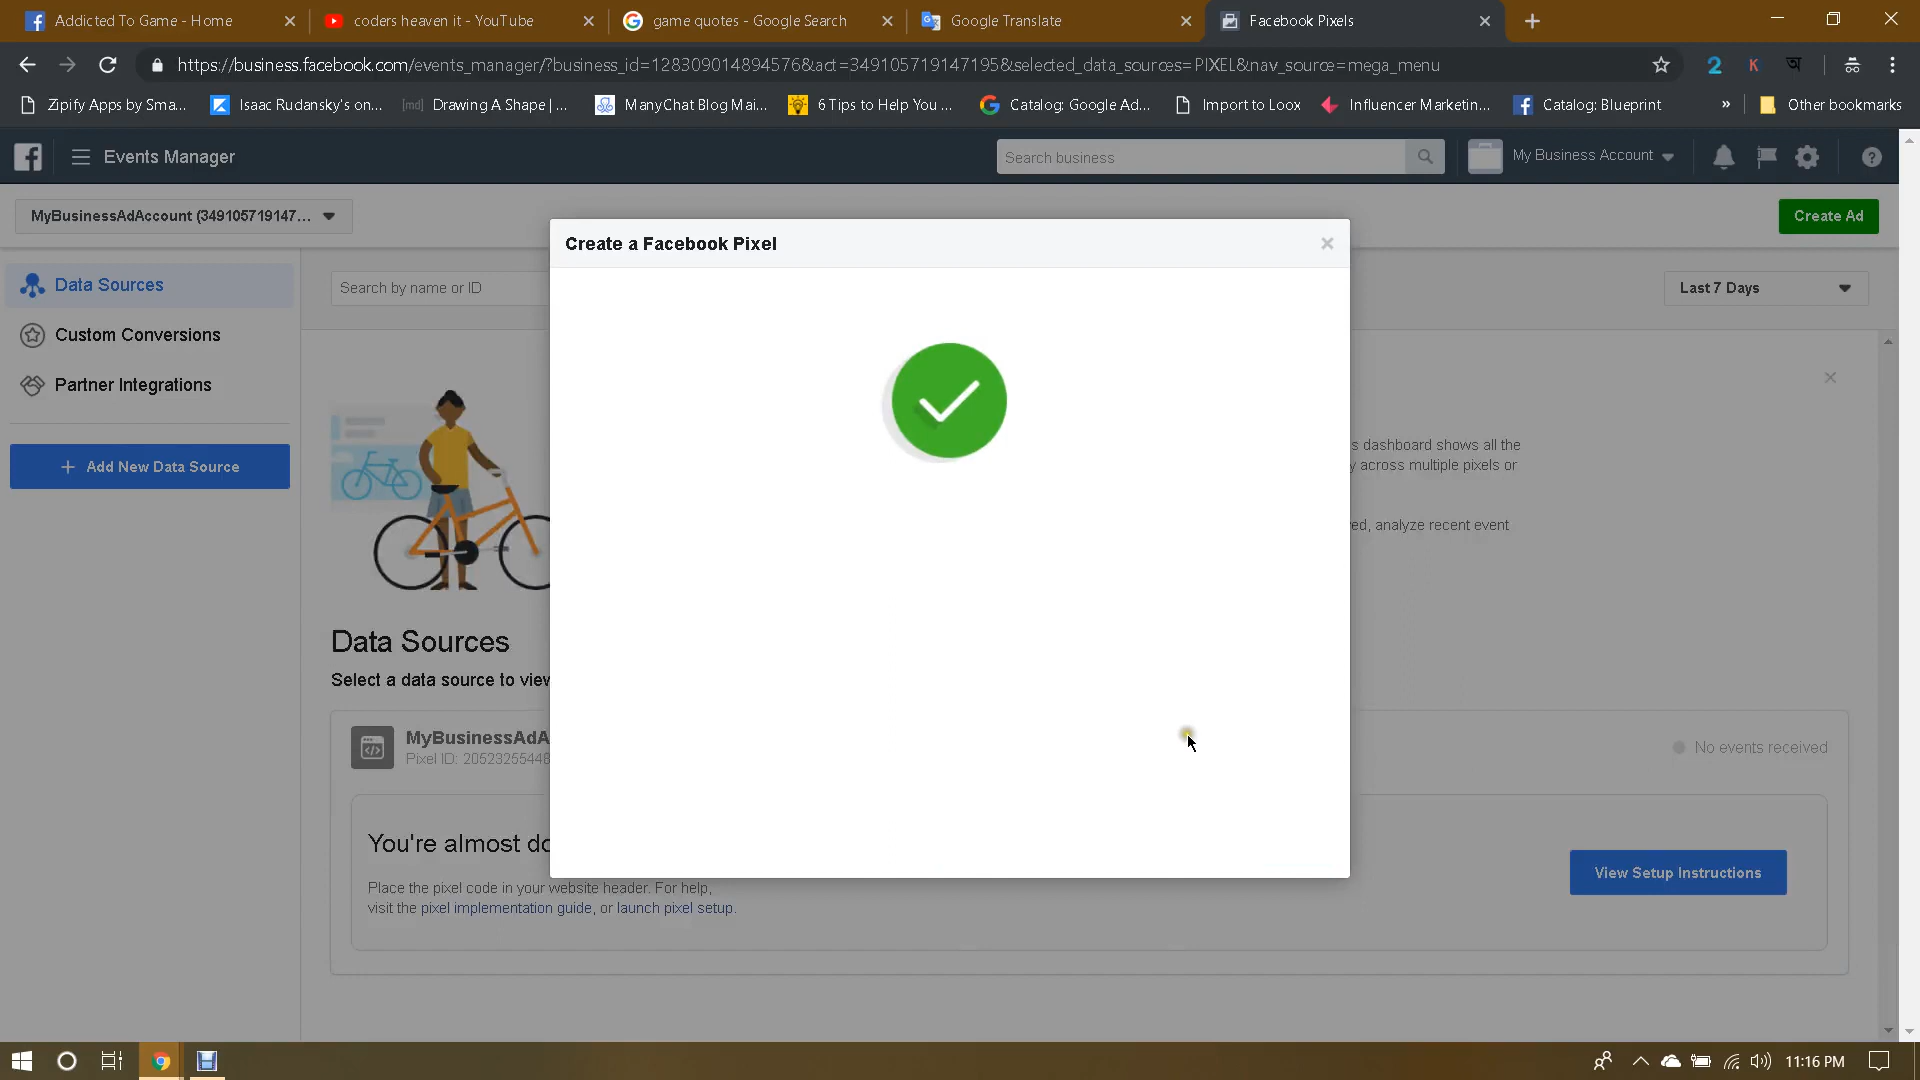 Addicted To Game - Home
coders heaven it - YouTube
game quotes - Google Search
Google Translate
Facebook Pixels
https://business.facebook.com/events_manager/?business_id=1283090148945768&act=349105719147195&selected_data_sources=PIXEL&nav_source=mega_menu
2
K
অ
Zipify Apps by Sma...
Isaac Rudansky's on...
[md]
Drawing A Shape | ...
ManyChat Blog Mai...
6 Tips to Help You ...
Catalog: Google Ad...
Import to Loox
Influencer Marketin...
Catalog: Blueprint
»
Other bookmarks
Events Manager
Search business
My Business Account
MyBusinessAdAccount (34910571914​7...
Create Ad
Create a Facebook Pixel
Data Sources
Search by name or ID
Last 7 Days
Custom Conversions
Partner Integrations
s dashboard shows all the
y across multiple pixels or
Add New Data Source
ed, analyze recent event
Data Sources
Select a data source to view
MyBusinessAdA
Pixel ID: 20523255448
No events received
You're almost do
View Setup Instructions
Place the pixel code in your website header. For help,
visit the pixel implementation guide, or launch pixel setup.
11:16 PM